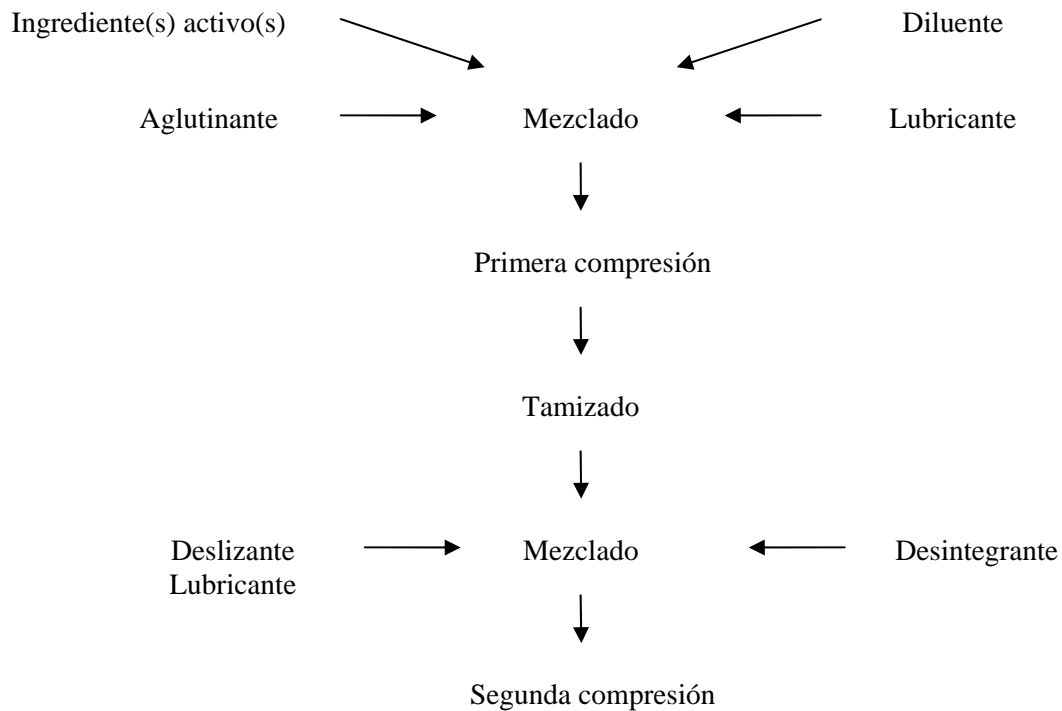 Ingrediente(s) activo(s)
Diluente
Aglutinante
Mezclado
Lubricante
Primera compresión
Tamizado
Deslizante
Lubricante
Mezclado
Desintegrante
Segunda compresión